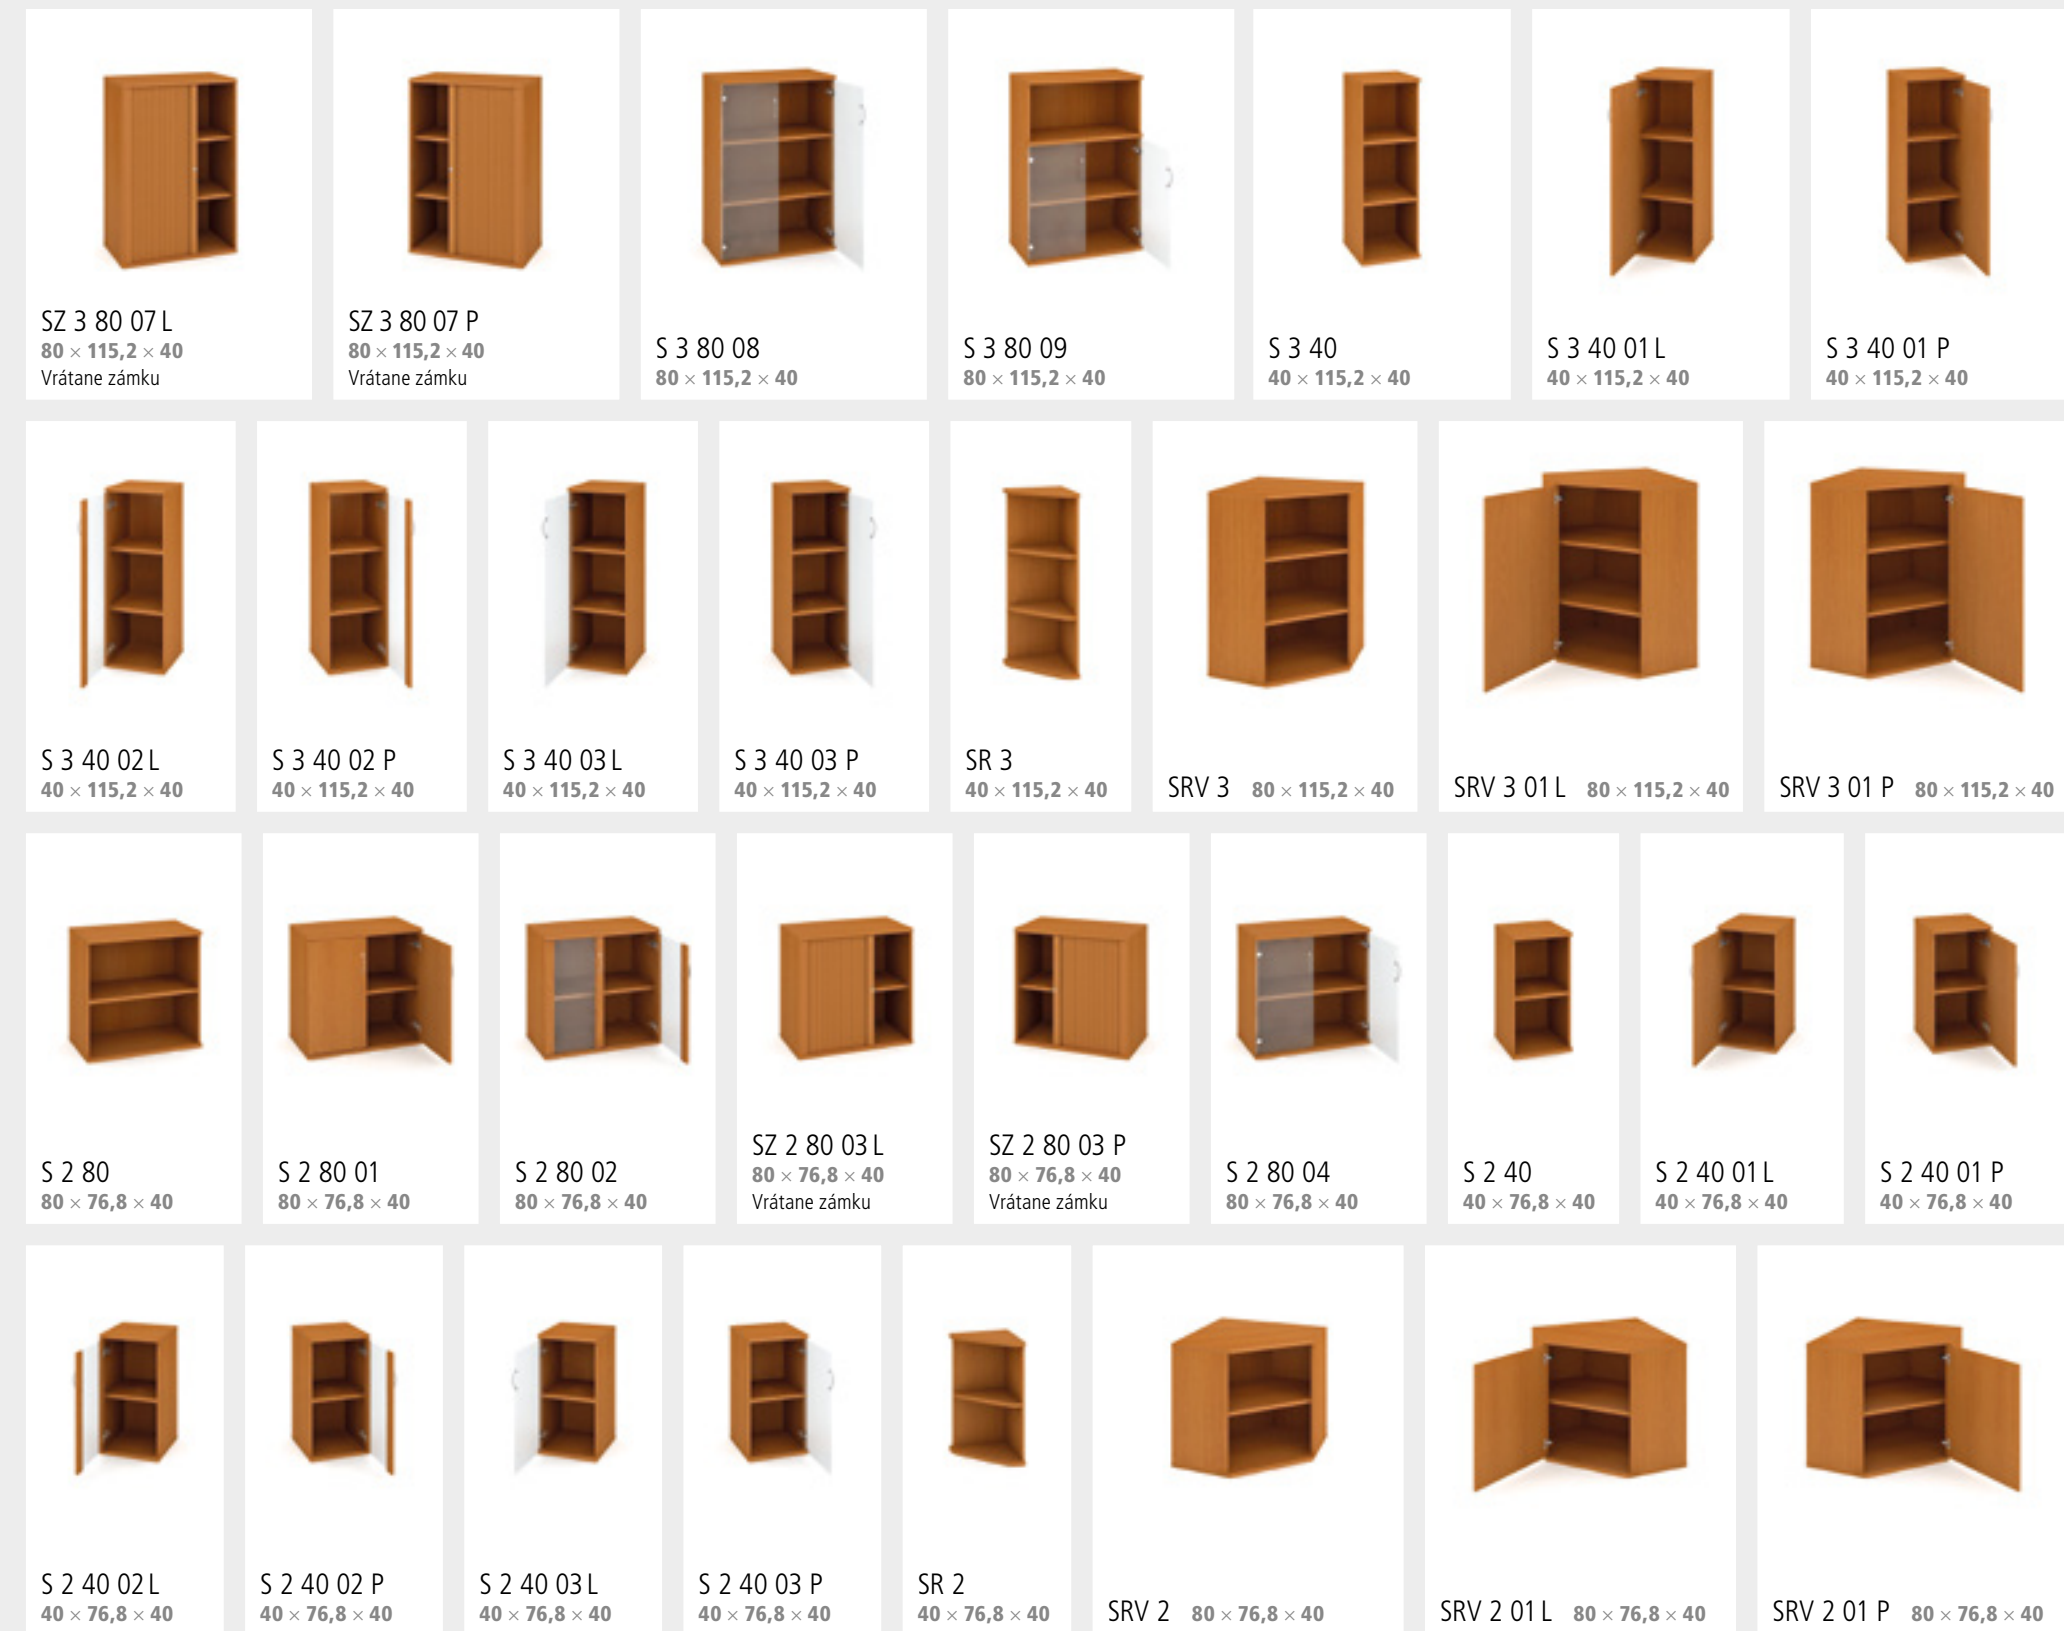 SZ 3 80 07 L
80 × 115,2 × 40
Vrátane zámku
SZ 3 80 07 P
80 × 115,2 × 40
Vrátane zámku
S 3 80 08
80 × 115,2 × 40
S 3 80 09
80 × 115,2 × 40
S 3 40
40 × 115,2 × 40
S 3 40 01 L
40 × 115,2 × 40
S 3 40 01 P
40 × 115,2 × 40
S 3 40 02 L
40 × 115,2 × 40
S 3 40 02 P
40 × 115,2 × 40
S 3 40 03 L
40 × 115,2 × 40
S 3 40 03 P
40 × 115,2 × 40
SR 3
40 × 115,2 × 40
SRV 3 80 × 115,2 × 40
SRV 3 01 L 80 × 115,2 × 40
SRV 3 01 P 80 × 115,2 × 40
S 2 80
80 × 76,8 × 40
S 2 80 01
80 × 76,8 × 40
S 2 80 02
80 × 76,8 × 40
SZ 2 80 03 L
80 × 76,8 × 40
Vrátane zámku
SZ 2 80 03 P
80 × 76,8 × 40
Vrátane zámku
S 2 80 04
80 × 76,8 × 40
S 2 40
40 × 76,8 × 40
S 2 40 01 L
40 × 76,8 × 40
S 2 40 01 P
40 × 76,8 × 40
S 2 40 02 L
40 × 76,8 × 40
S 2 40 02 P
40 × 76,8 × 40
S 2 40 03 L
40 × 76,8 × 40
S 2 40 03 P
40 × 76,8 × 40
SR 2
40 × 76,8 × 40
SRV 2 80 × 76,8 × 40
SRV 2 01 L 80 × 76,8 × 40
SRV 2 01 P 80 × 76,8 × 40